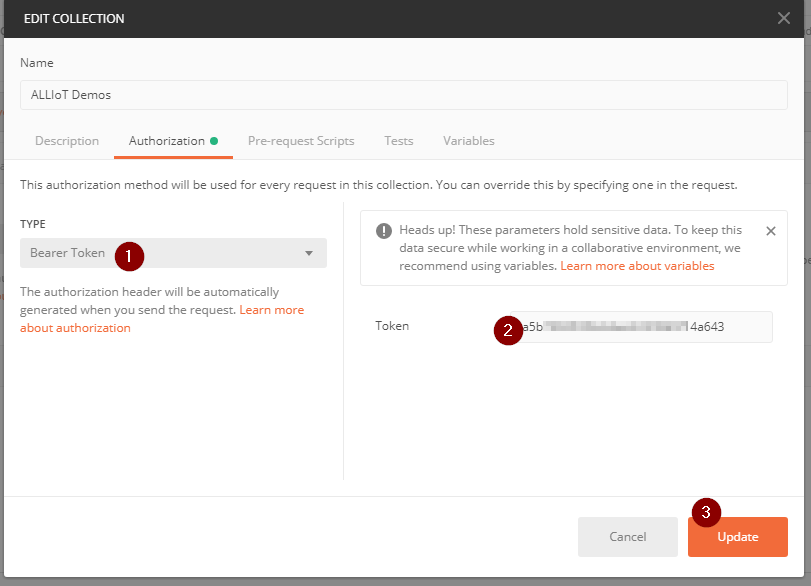 EDIT COLLECTION
Name
ALLIoT Demos
Description Authorization Pre-request Scripts Tests Variables
This authorization method will be used for every request in this collection. You can override this by specifying one in the request.
TYPE
Bearer Token 1
The authorization header will be automatically
generated when you send the request. Learn more
about authorization
Heads up! These parameters hold sensitive data. To keep this
data secure while working in a collaborative environment, we
recommend using variables. Learn more about variables
Token 2 a5b 4a643
3
Cancel Update